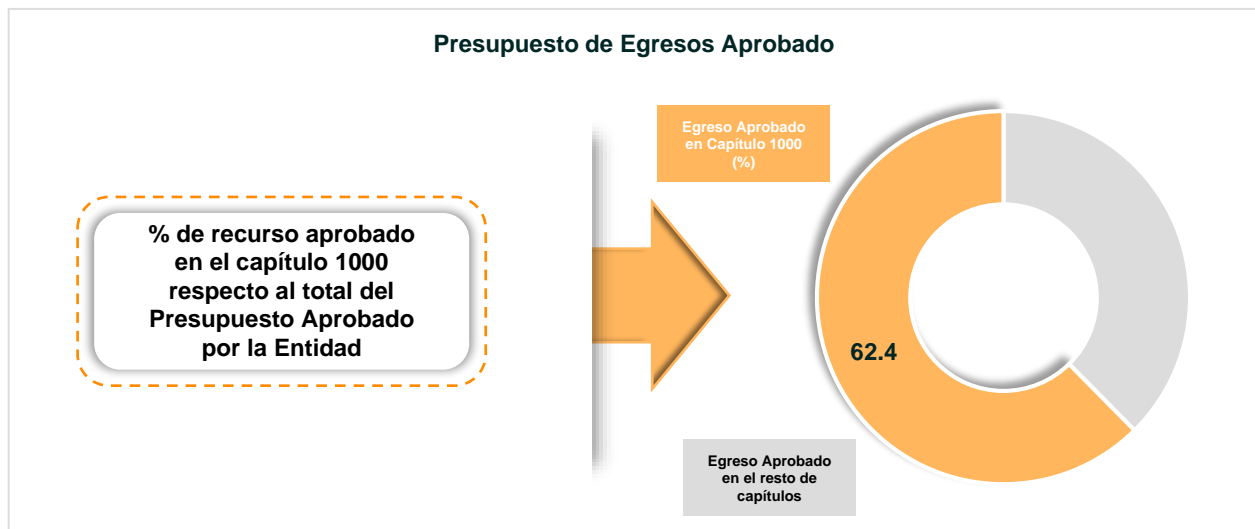 Presupuesto de Egresos Aprobado
Egreso Aprobado
en Capítulo 1000
(%)
% de recurso aprobado
en el capítulo 1000
respecto al total del
Presupuesto Aprobado
por la Entidad
62.4
Egreso Aprobado
en el resto de
capítulos